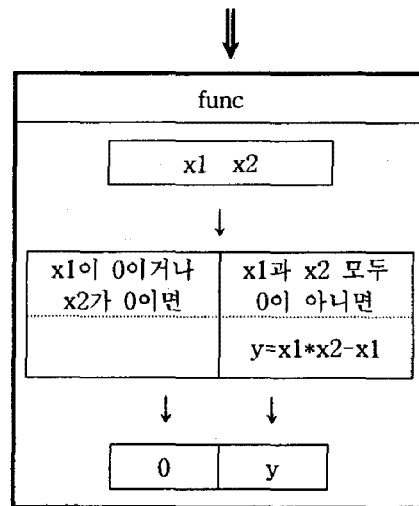 func
x1 x2
x1이 0이거나
x2가 0이면
x1과 x2 모두
0이 아니면
y=x1*x2-x1
0
y